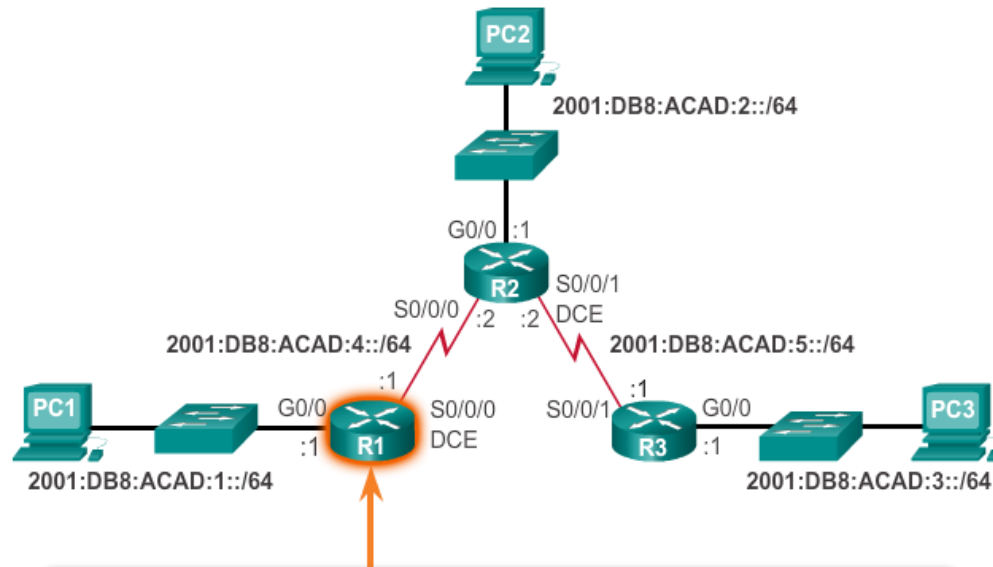 PC2
2001:DB8:ACAD:2::/64
G0/0 :1
R2
S0/0/1
S0/0/0
:2 :2 DCE
2001:DB8:ACAD:4::/64 2001:DB8:ACAD:5::/64
:1 :1
PC1 G0/0 S0/0/0 S0/0/1 G0/0 PC3
:1 R1 DCE R3 :1
2001:DB8:ACAD:1::/64 2001:DB8:ACAD:3::/64